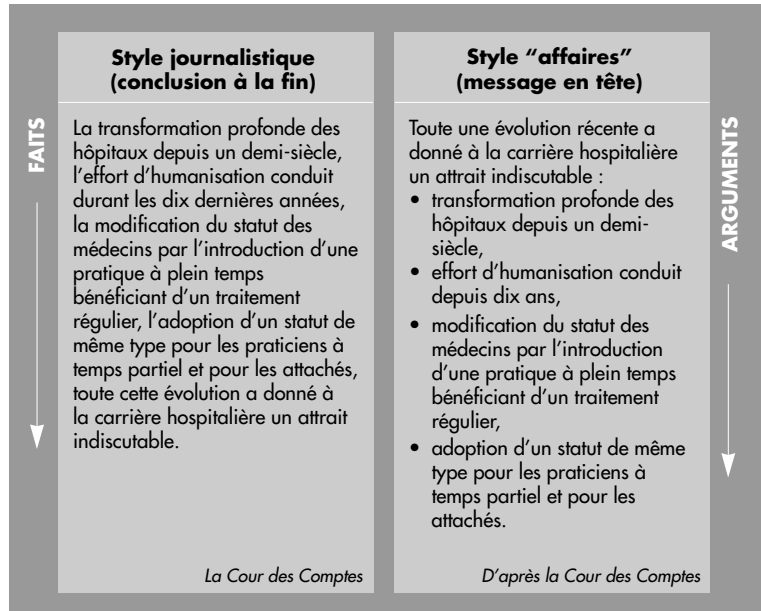 FAITS
Style journalistique
(conclusion à la fin)
La transformation profonde des
hôpitaux depuis un demi-siècle,
l'effort d'humanisation conduit
durant les dix dernières années,
la modification du statut des
médecins par l'introduction d'une
pratique à plein temps
bénéficiant d'un traitement
régulier, l'adoption d'un statut de
même type pour les praticiens à
temps partiel et pour les attachés,
toute cette évolution a donné à
la carrière hospitalière un attrait
indiscutable.
La Cour des Comptes
Style “affaires”
(message en tête)
Toute une évolution récente a
donné à la carrière hospitalière
un attrait indiscutable :
• transformation profonde des
hôpitaux depuis un demi-
siècle,
• effort d'humanisation conduit
depuis dix ans,
• modification du statut des
médecins par l'introduction
d'une pratique à plein temps
bénéficiant d'un traitement
régulier,
• adoption d'un statut de même
type pour les praticiens à
temps partiel et pour les
attachés.
D'après la Cour des Comptes
ARGUMENTS